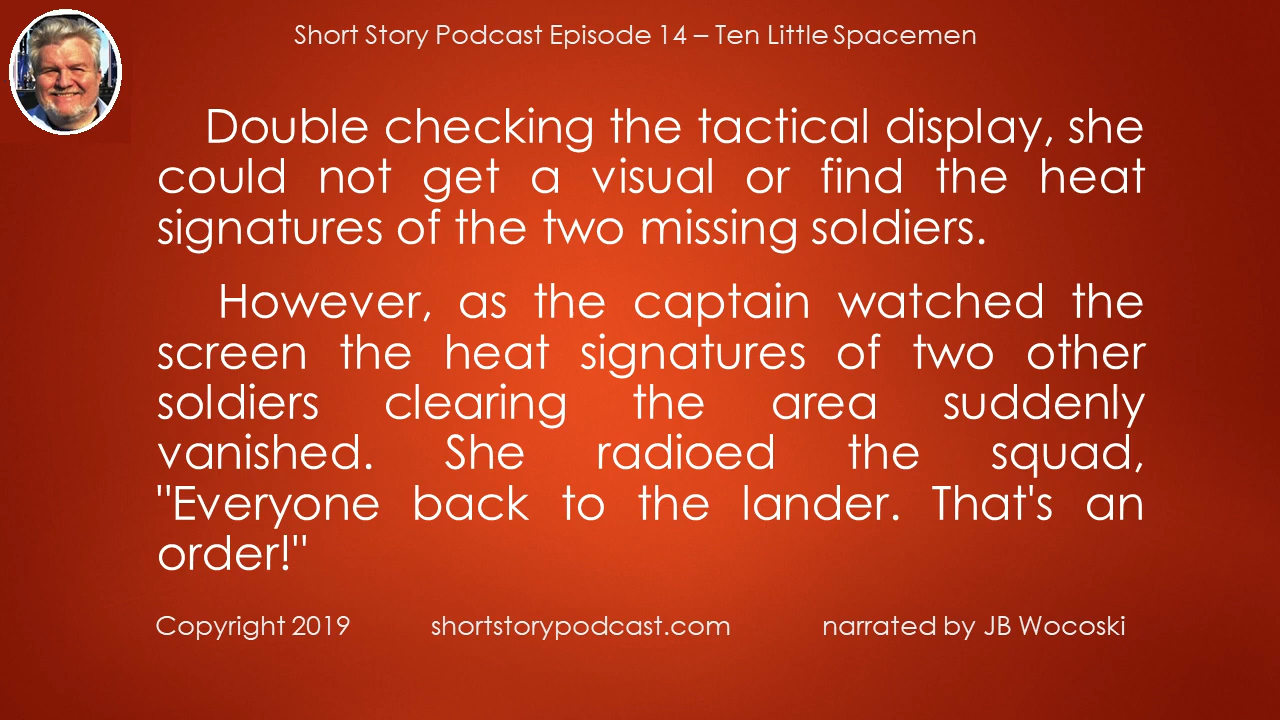 Short Story Podcast Episode 14 – Ten Little Spacemen
Double checking the tactical display, she
could not get a visual or find the heat
signatures of the two missing soldiers.
However, as the captain watched the
screen the heat signatures of two other
soldiers clearing the area suddenly
vanished. She radioed the squad,
"Everyone back to the lander. That's an
order!"
Copyright 2019 shortstorypodcast.com narrated by JB Wocoski